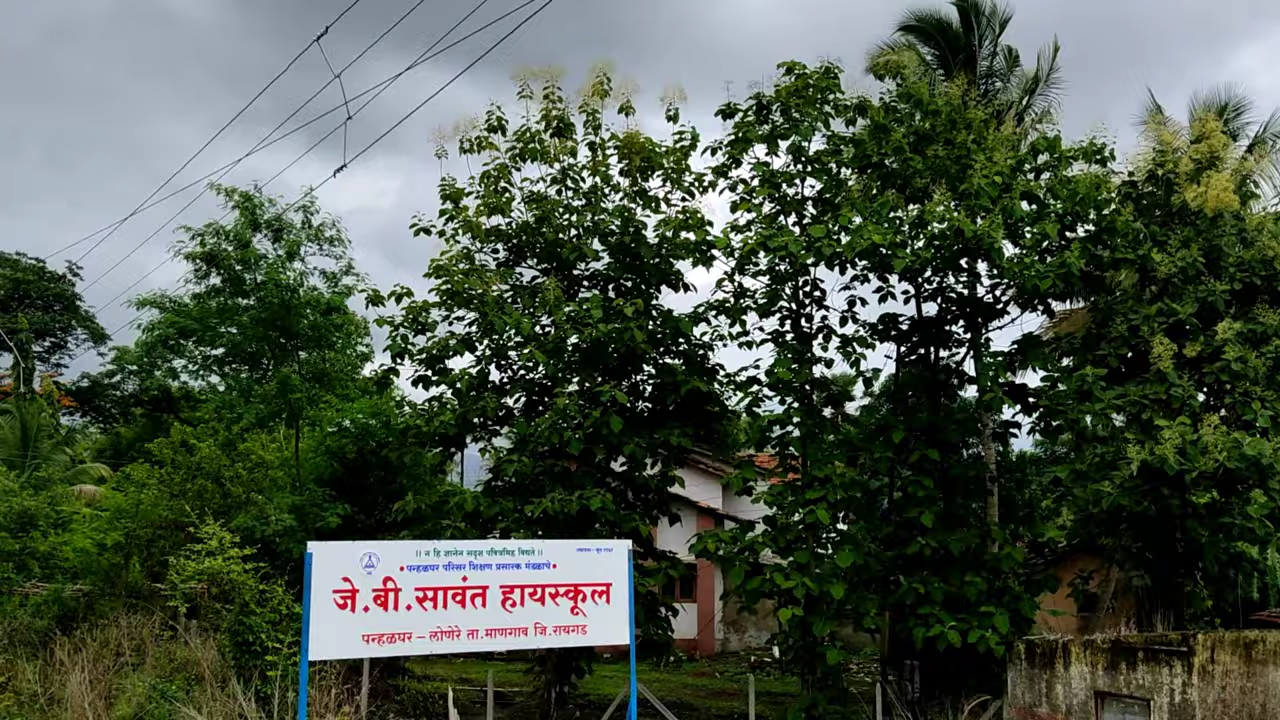 ।। न हि ज्ञानेन सदृश पवित्रमिह विद्यते ।।
•पन्हळघर परिसर शिक्षण प्रसारक मंडळाचे•
जे.बी.सावंत हायस्कूल
पन्हळघर – लोणेरे ता.माणगाव जि.रायगड